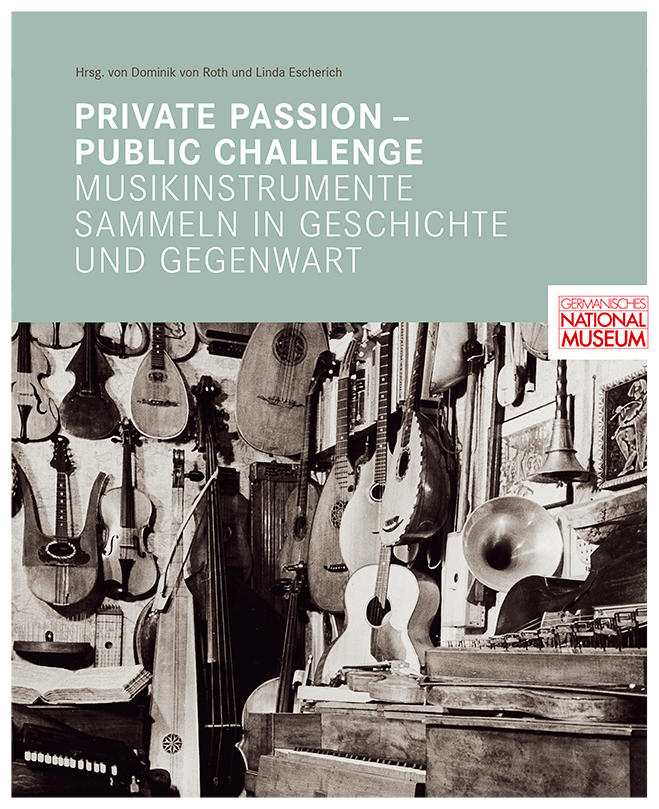 Hrsg. von Dominik von Roth und Linda Escherich
PRIVATE PASSION –
PUBLIC CHALLENGE
MUSIKINSTRUMENTE
SAMMELN IN GESCHICHTE
UND GEGENWART
GERMANISCHES
NATIONAL
MUSEUM